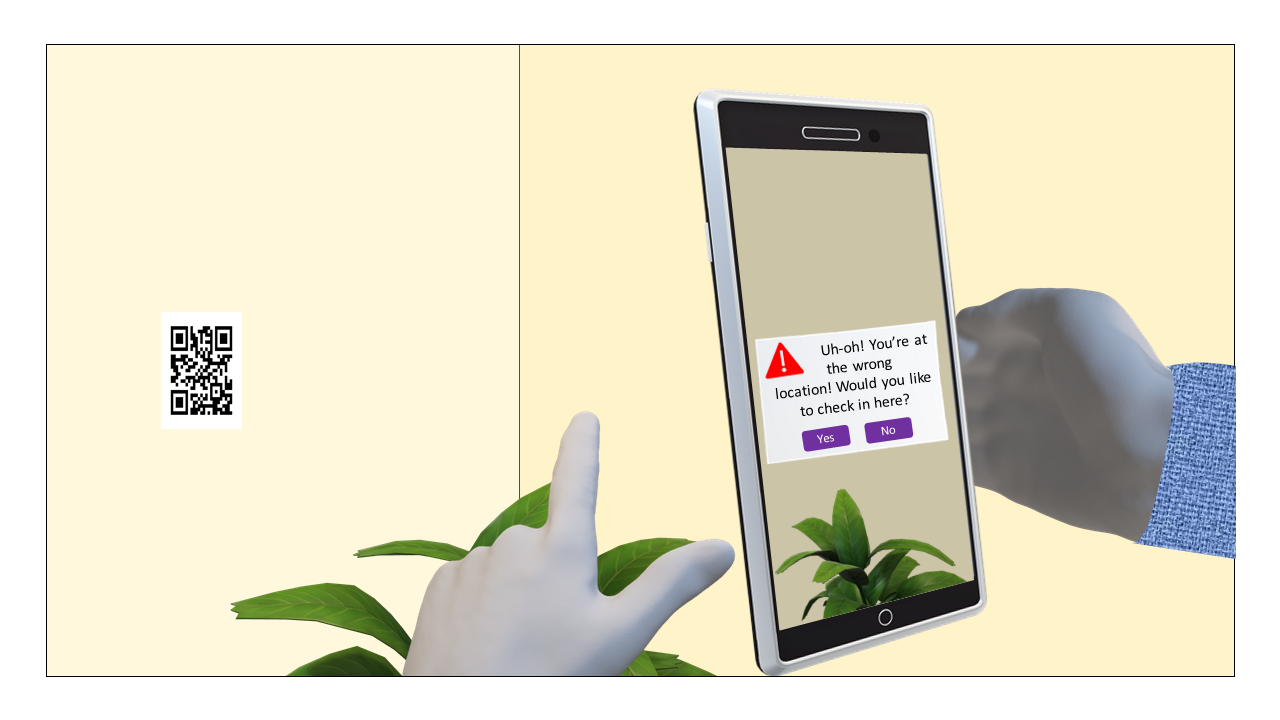 Uh-oh! You’re at
the wrong
location! Would you like
to check in here?
Yes No